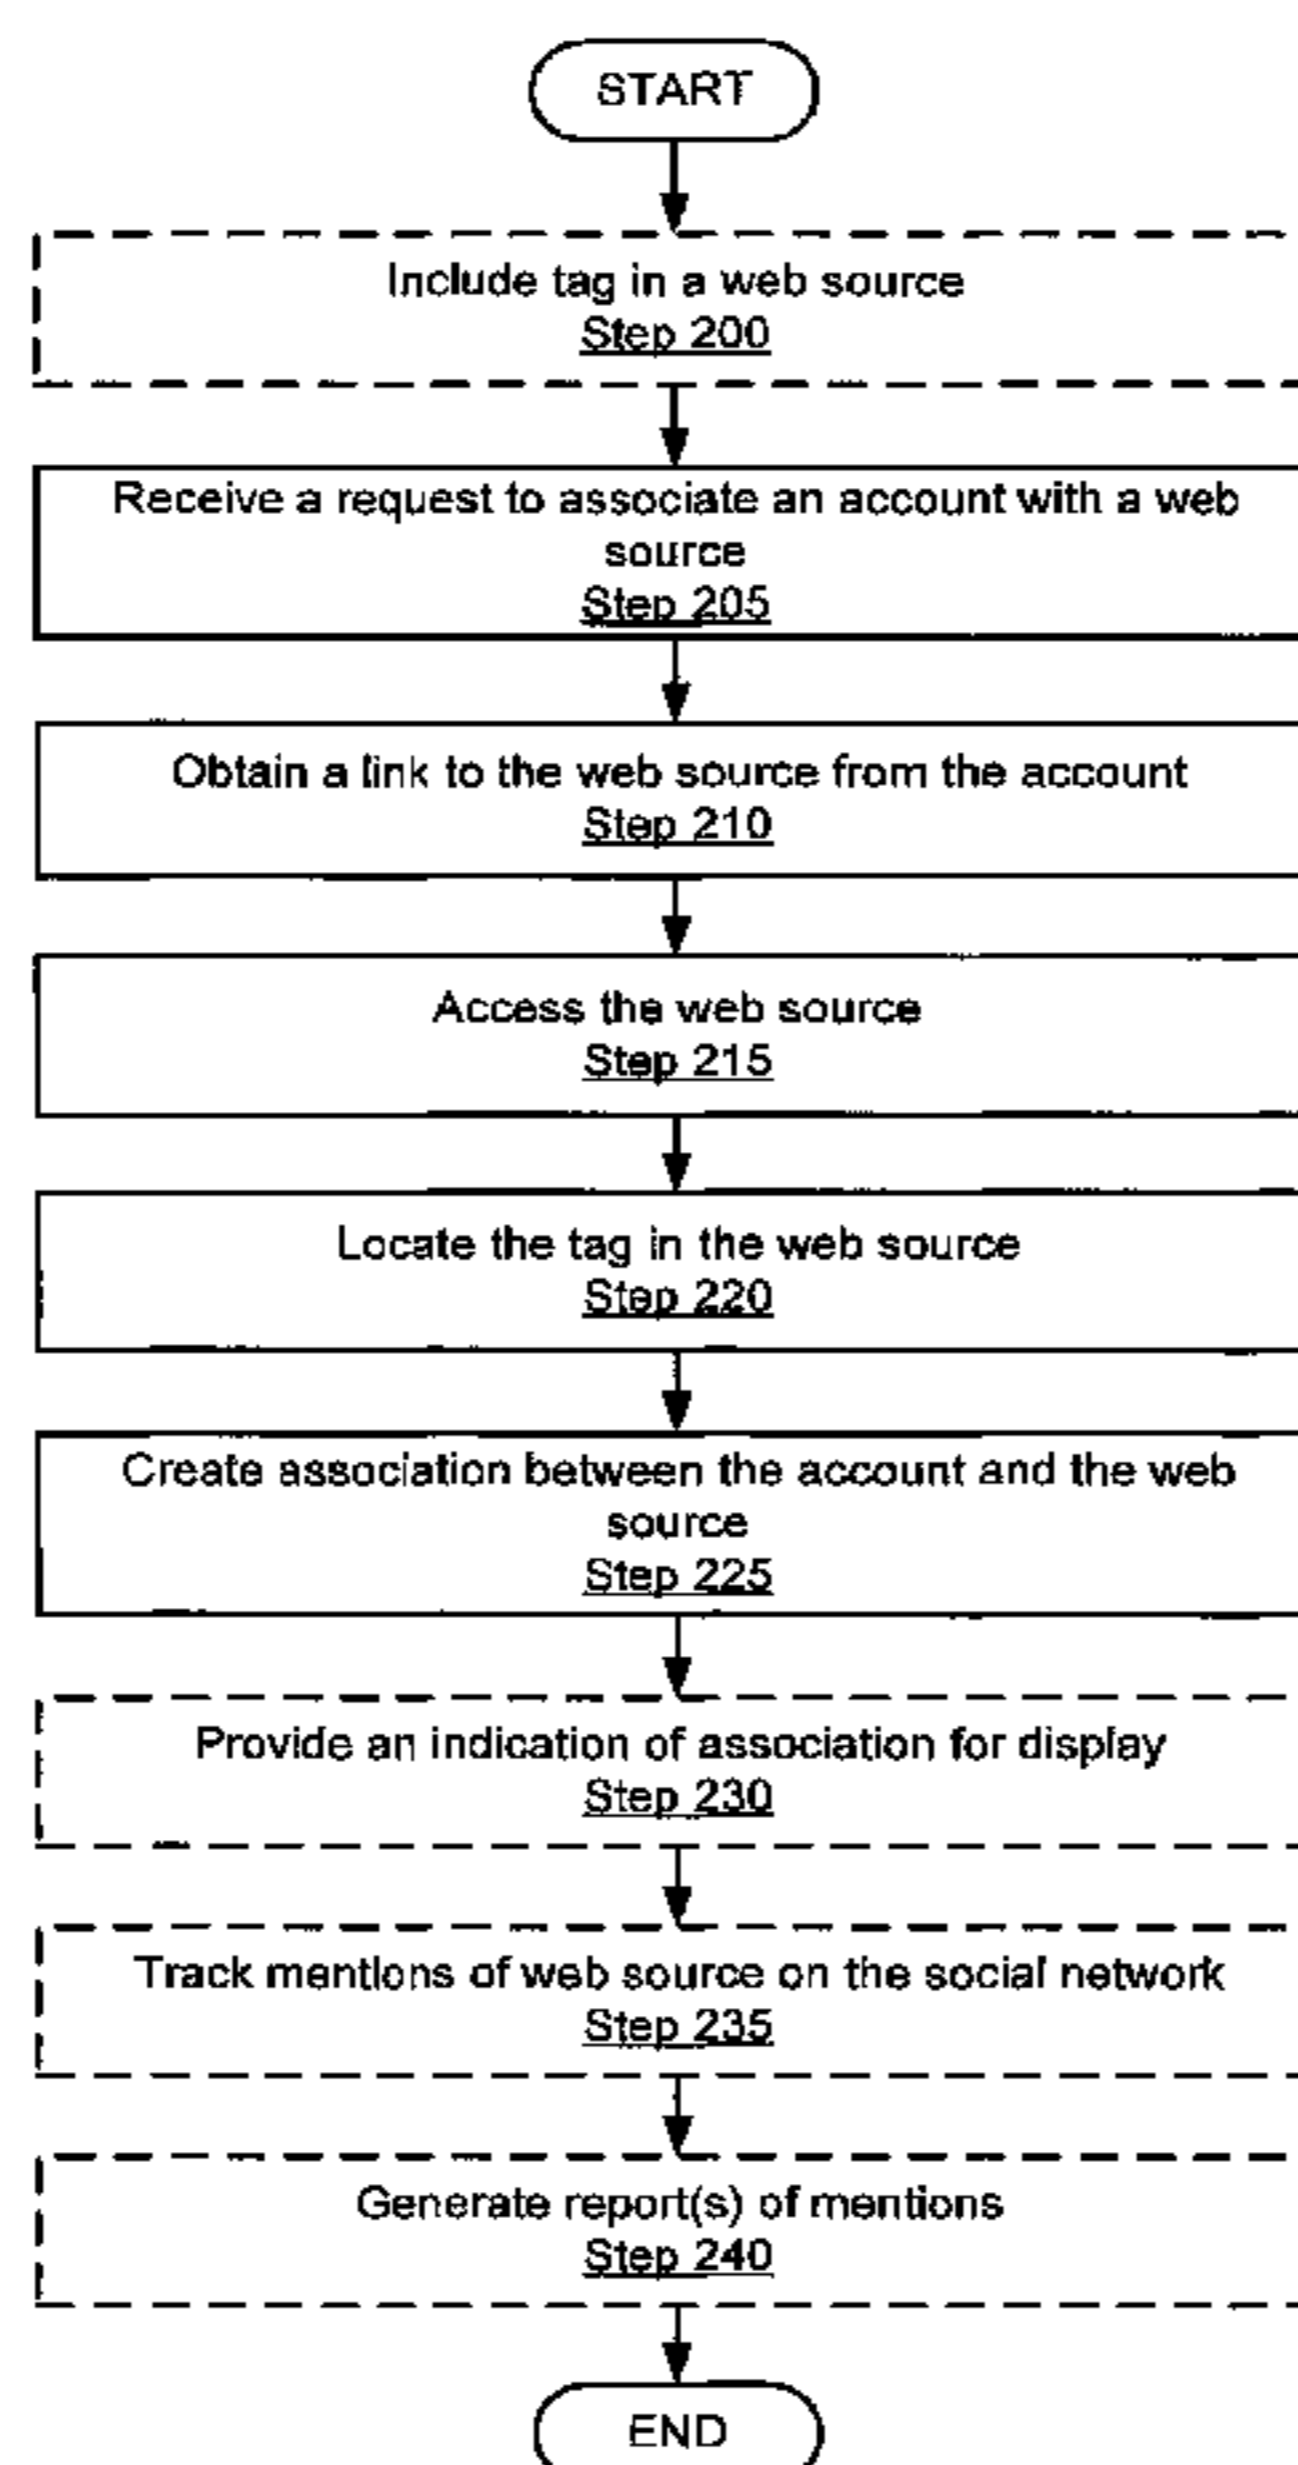 START
Include tag in a web source
Step 200
Receive a request to associate an account with a web
source
Step 205
Obtain a link to the web source from the account
Step 210
Access the web source
Step 215
Locate the tag in the web source
Step 220
Create association between the account and the web
source
Step 225
Provide an indication of association for display
Step 230
Track mentions of web source on the social network
Step 235
Generate report(s) of mentions
Step 240
END